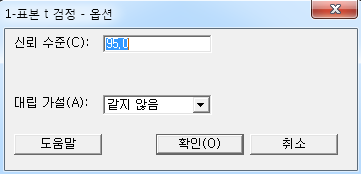 1-표본 t 검정 - 옵션
신뢰 수준(C): 95.0
대립 가설(A): 같지 않음
도움말 확인(O) 취소